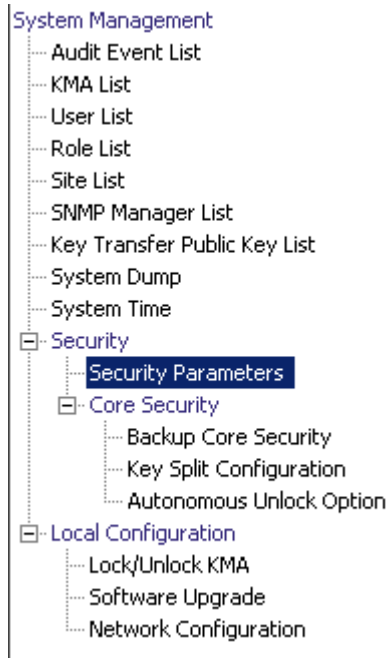 System Management
Audit Event List
KMA List
User List
Role List
Site List
SNMP Manager List
Key Transfer Public Key List
System Dump
System Time
Security
Security Parameters
Core Security
Backup Core Security
Key Split Configuration
Autonomous Unlock Option
Local Configuration
Lock/Unlock KMA
Software Upgrade
Network Configuration